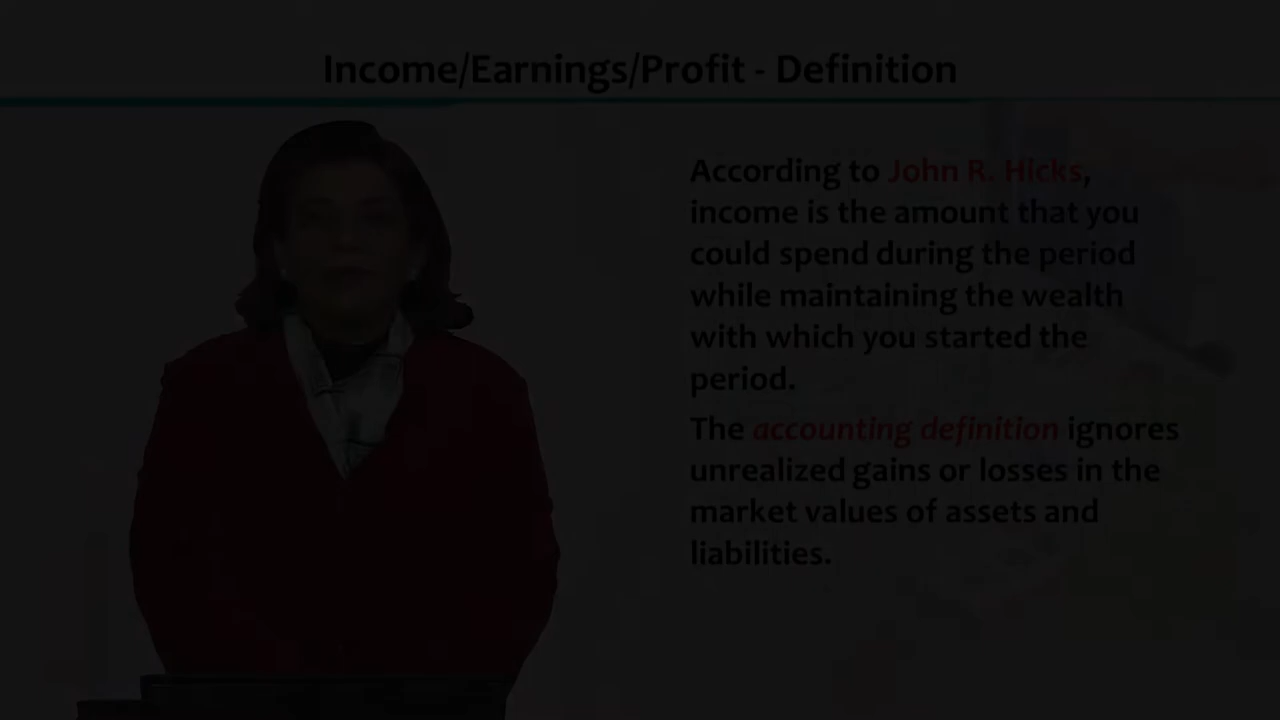 Income/Earnings/Profit - Definition
According to John R. Hicks,
income is the amount that you
could spend during the period
while maintaining the wealth
with which you started the
period.
The accounting definition ignores
unrealized gains or losses in the
market values of assets and
liabilities.